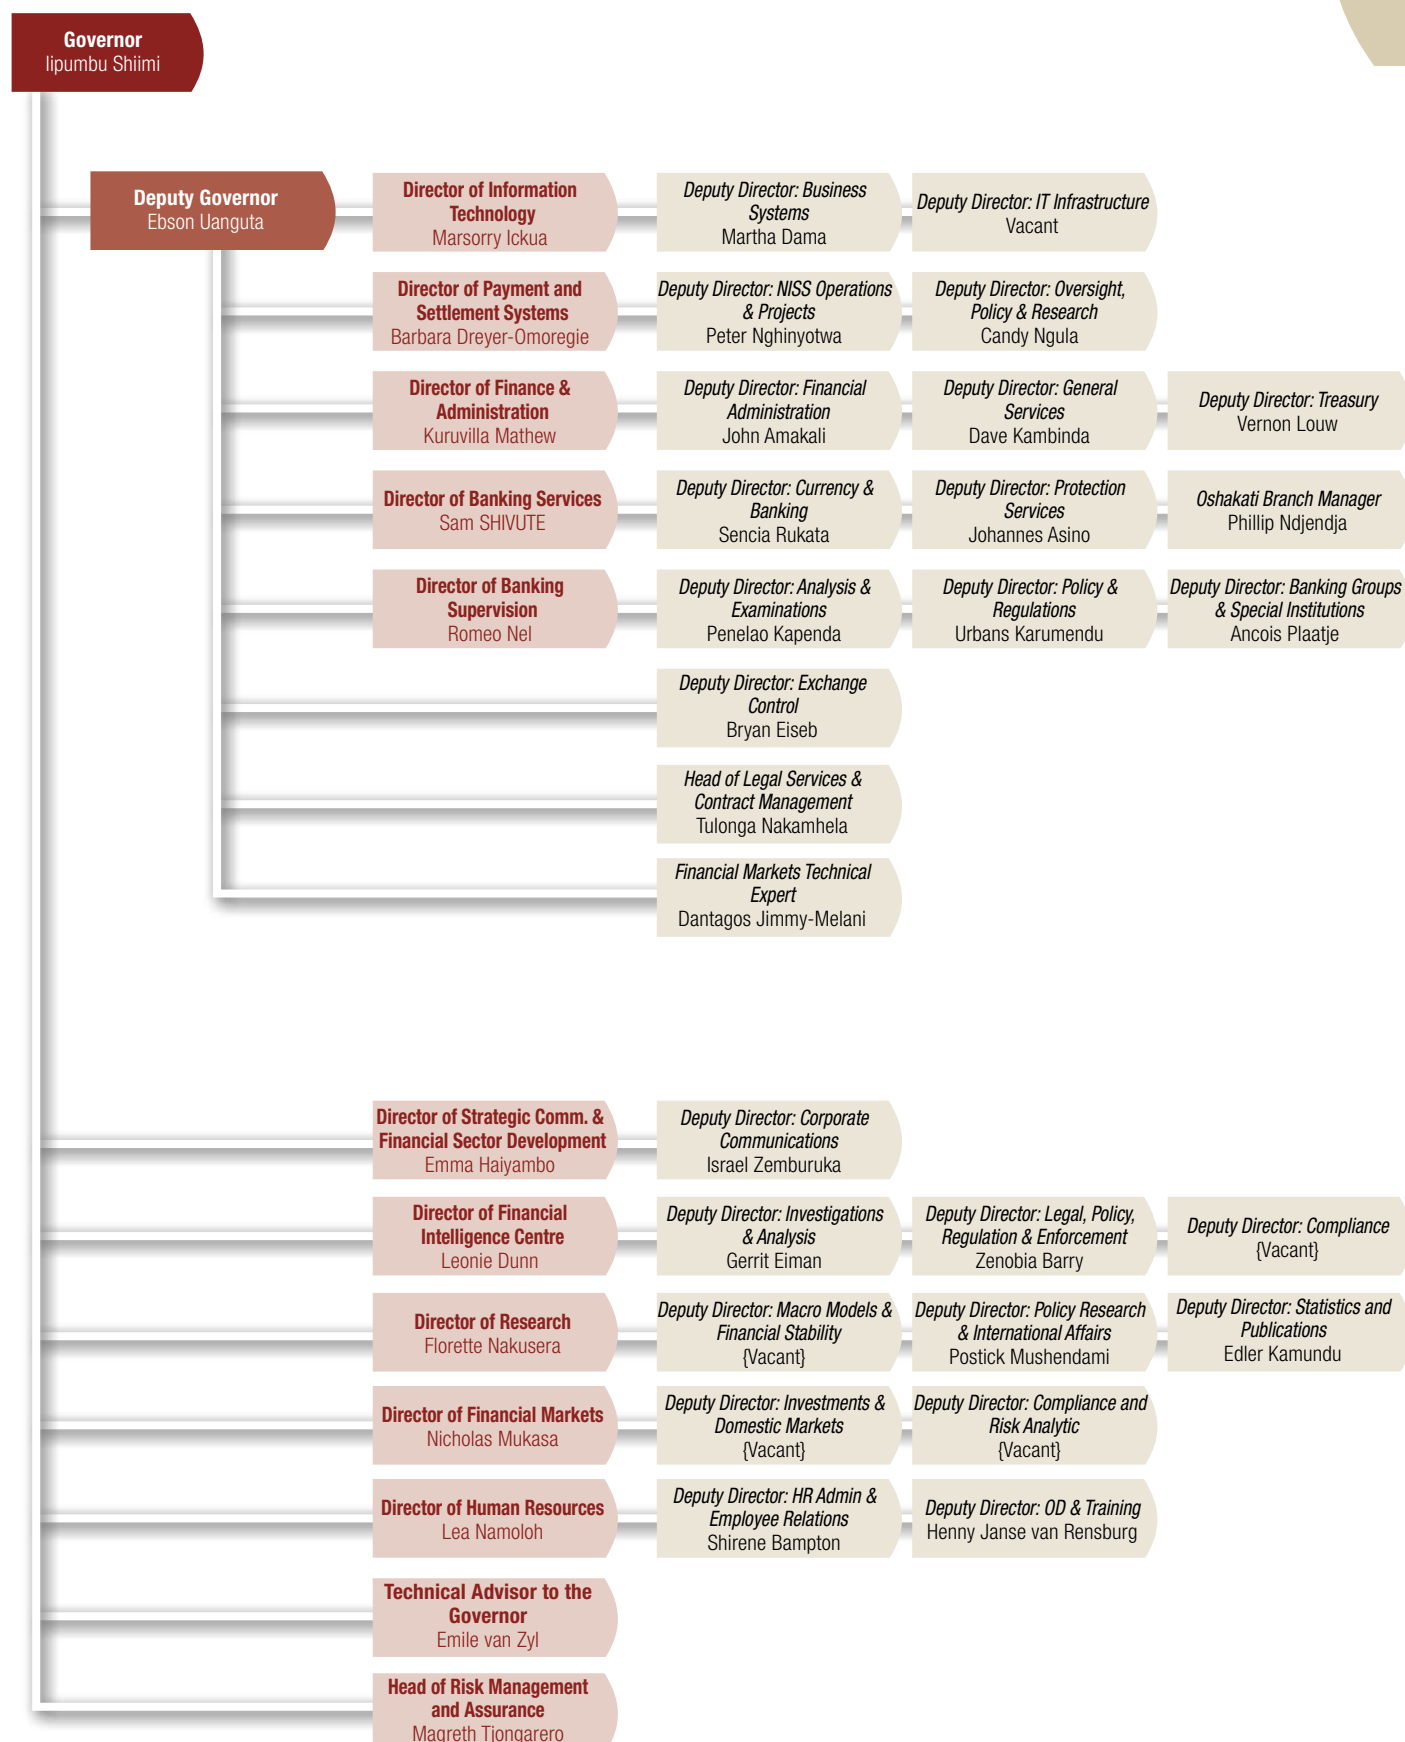 Governor
Iipumbu Shiimi
Deputy Governor
Ebson Uanguta
Director of Information
Technology
Marsorry Ickua
Deputy Director: Business
Systems
Martha Dama
Deputy Director: IT Infrastructure
Vacant
Director of Payment and
Settlement Systems
Barbara Dreyer-Omoregie
Deputy Director: NISS Operations
& Projects
Peter Nghinyotwa
Deputy Director: Oversight,
Policy & Research
Candy Ngula
Director of Finance &
Administration
Kuruvilla Mathew
Deputy Director: Financial
Administration
John Amakali
Deputy Director: General
Services
Dave Kambinda
Deputy Director: Treasury
Vernon Louw
Director of Banking Services
Sam SHIVUTE
Deputy Director: Currency &
Banking
Sencia Rukata
Deputy Director: Protection
Services
Johannes Asino
Oshakati Branch Manager
Phillip Ndjendja
Director of Banking
Supervision
Romeo Nel
Deputy Director: Analysis &
Examinations
Penelao Kapenda
Deputy Director: Policy &
Regulations
Urbans Karumendu
Deputy Director: Banking Groups
& Special Institutions
Ancois Plaatje
Deputy Director: Exchange
Control
Bryan Eiseb
Head of Legal Services &
Contract Management
Tulonga Nakamhela
Financial Markets Technical
Expert
Dantagos Jimmy-Melani
Director of Strategic Comm. &
Financial Sector Development
Emma Haiyambo
Deputy Director: Corporate
Communications
Israel Zemburuka
Director of Financial
Intelligence Centre
Leonie Dunn
Deputy Director: Investigations
& Analysis
Gerrit Eiman
Deputy Director: Legal, Policy,
Regulation & Enforcement
Zenobia Barry
Deputy Director: Compliance
{Vacant}
Director of Research
Florette Nakusera
Deputy Director: Macro Models &
Financial Stability
{Vacant}
Deputy Director: Policy Research
& International Affairs
Postick Mushendami
Deputy Director: Statistics and
Publications
Edler Kamundu
Director of Financial Markets
Nicholas Mukasa
Deputy Director: Investments &
Domestic Markets
{Vacant}
Deputy Director: Compliance and
Risk Analytic
{Vacant}
Director of Human Resources
Lea Namoloh
Deputy Director: HR Admin &
Employee Relations
Shirene Bampton
Deputy Director: OD & Training
Henny Janse van Rensburg
Technical Advisor to the
Governor
Emile van Zyl
Head of Risk Management
and Assurance
Magreth Tjongarero